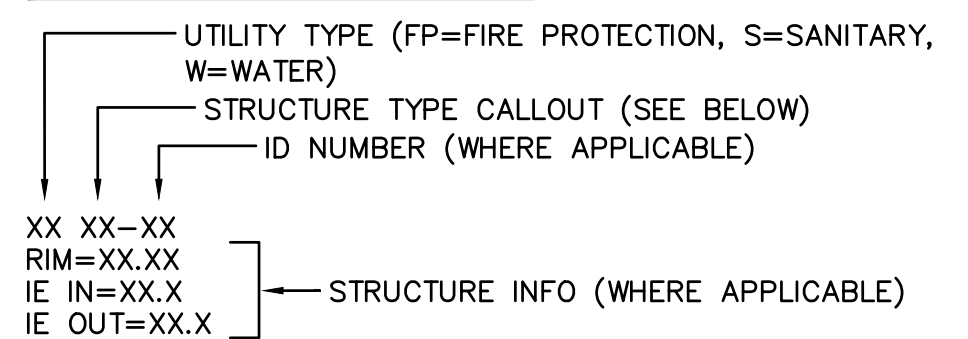 UTILITY TYPE (FP=FIRE PROTECTION, S=SANITARY,
W=WATER)
STRUCTURE TYPE CALLOUT (SEE BELOW)
ID NUMBER (WHERE APPLICABLE)
XX XX-XX
RIM=XX.XX
IE IN=XX.X
IE OUT=XX.X
STRUCTURE INFO (WHERE APPLICABLE)